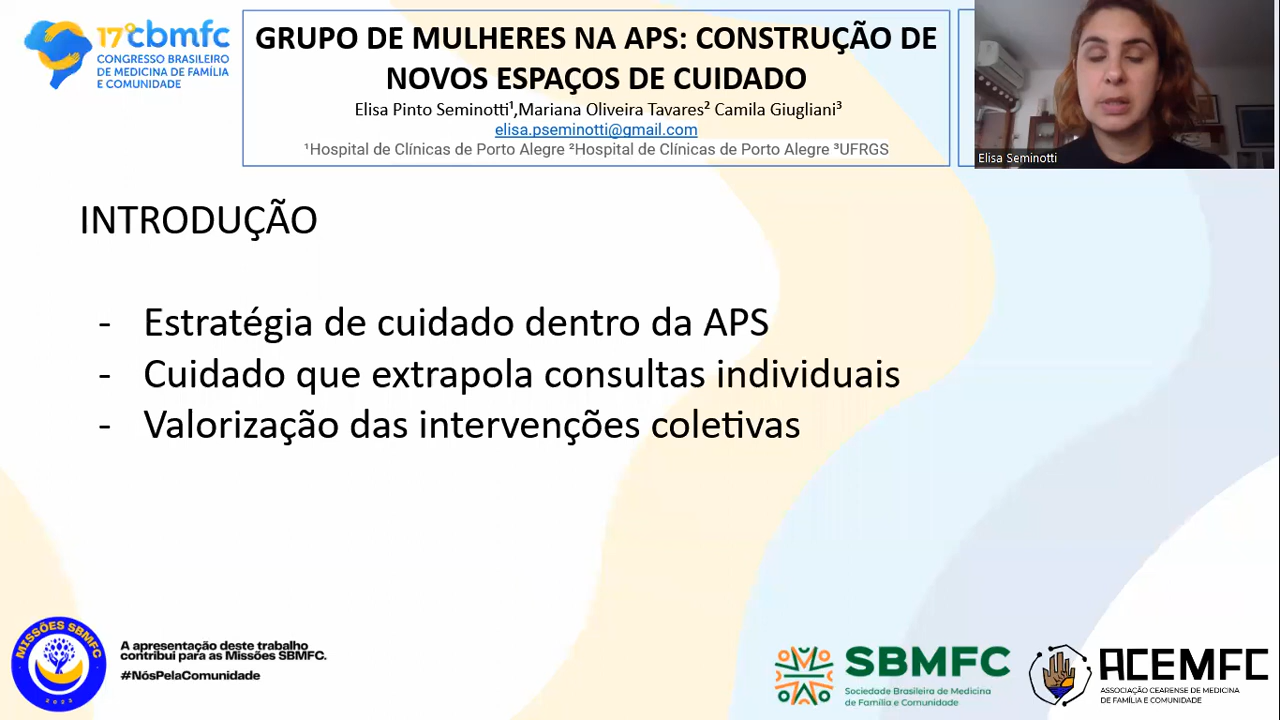 17º cbmfc
CONGRESSO BRASILEIRO
DE MEDICINA DE FAMÍLIA
E COMUNIDADE
GRUPO DE MULHERES NA APS: CONSTRUÇÃO DE
NOVOS ESPAÇOS DE CUIDADO
Elisa Pinto Seminotti¹,Mariana Oliveira Tavares² Camila Giugliani³
elisa.pseminotti@gmail.com
¹Hospital de Clínicas de Porto Alegre ²Hospital de Clínicas de Porto Alegre ³UFRGS
Elisa Seminotti
INTRODUÇÃO
- Estratégia de cuidado dentro da APS
- Cuidado que extrapola consultas individuais
- Valorização das intervenções coletivas
MISSÕES SBMFC
2023
A apresentação deste trabalho
contribui para as Missões SBMFC.
#NósPelaComunidade
SBMFC
Sociedade Brasileira de Medicina
de Família e Comunidade
ACEMFC
ASSOCIAÇÃO CEARENSE DE MEDICINA
DE FAMÍLIA E COMUNIDADE